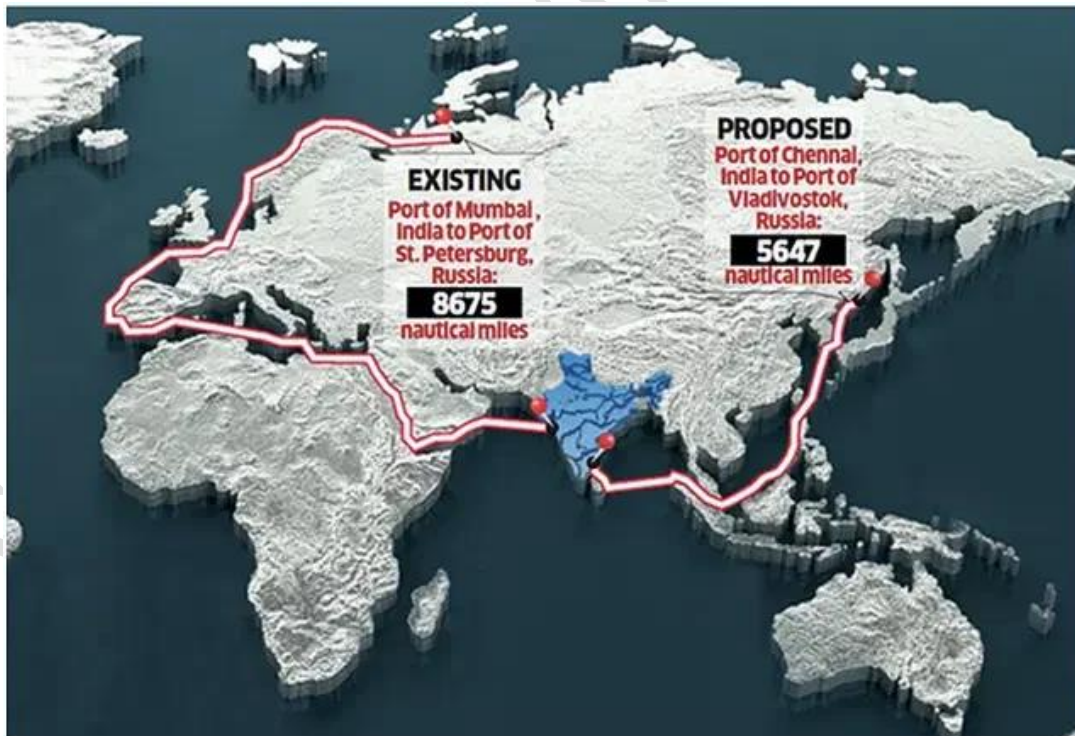 EXISTING
Port of Mumbai,
India to Port of
St. Petersburg,
Russia:
8675
nautical miles
PROPOSED
Port of Chennai,
India to Port of
Vladivostok,
Russia:
5647
nautical miles